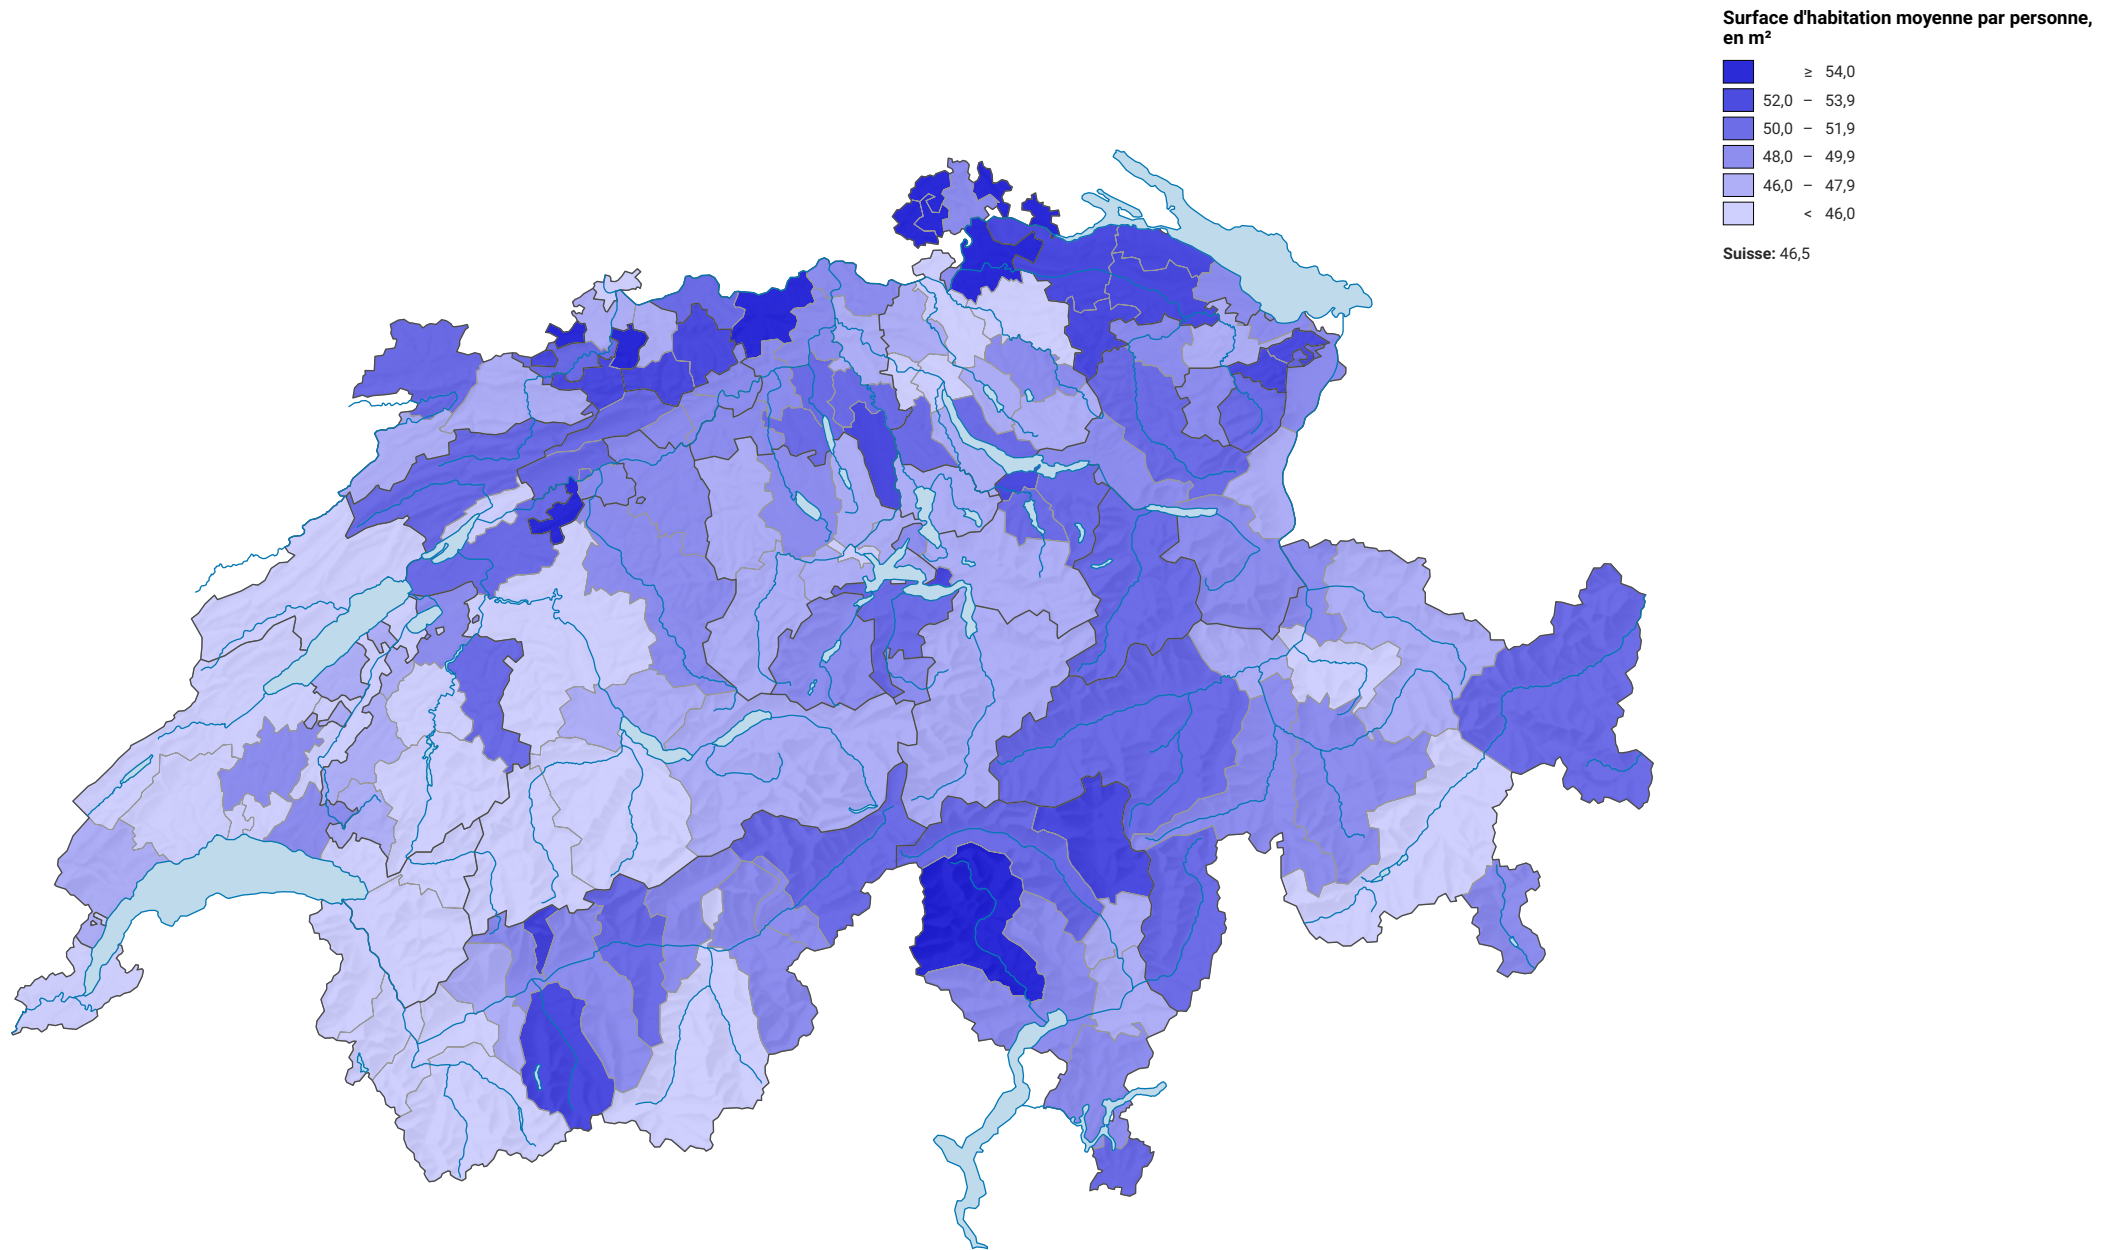 Surface d'habitation moyenne par personne,
en m²
≥ 54,0
52,0 – 53,9
50,0 – 51,9
48,0 – 49,9
46,0 – 47,9
< 46,0
Suisse: 46,5